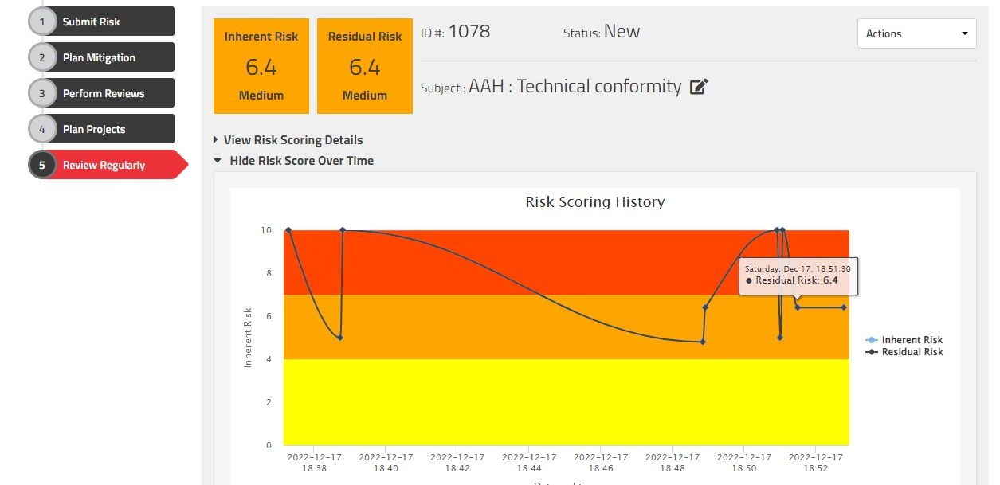 1 Submit Risk
2 Plan Mitigation
3 Perform Reviews
4 Plan Projects
5 Review Regularly
Inherent Risk
6.4
Medium
Residual Risk
6.4
Medium
ID #: 1078
Status: New
Actions
Subject : AAH : Technical conformity
View Risk Scoring Details
Hide Risk Score Over Time
Risk Scoring History
Inherent Risk
10
8
6
4
2
0
Saturday, Dec 17, 18:51:30
Residual Risk: 6.4
Inherent Risk
Residual Risk
2022-12-17
18:38
2022-12-17
18:40
2022-12-17
18:42
2022-12-17
18:44
2022-12-17
18:46
2022-12-17
18:48
2022-12-17
18:50
2022-12-17
18:52